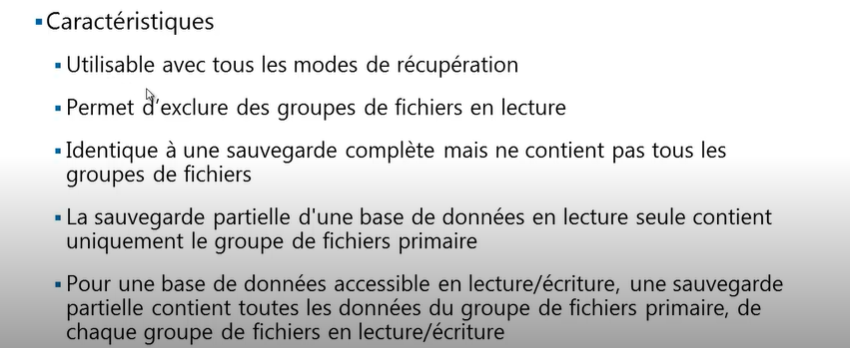 Caractéristiques
Utilisable avec tous les modes de récupération
Permet d'exclure des groupes de fichiers en lecture
Identique à une sauvegarde complète mais ne contient pas tous les
groupes de fichiers
La sauvegarde partielle d'une base de données en lecture seule contient
uniquement le groupe de fichiers primaire
Pour une base de données accessible en lecture/écriture, une sauvegarde
partielle contient toutes les données du groupe de fichiers primaire, de
chaque groupe de fichiers en lecture/écriture